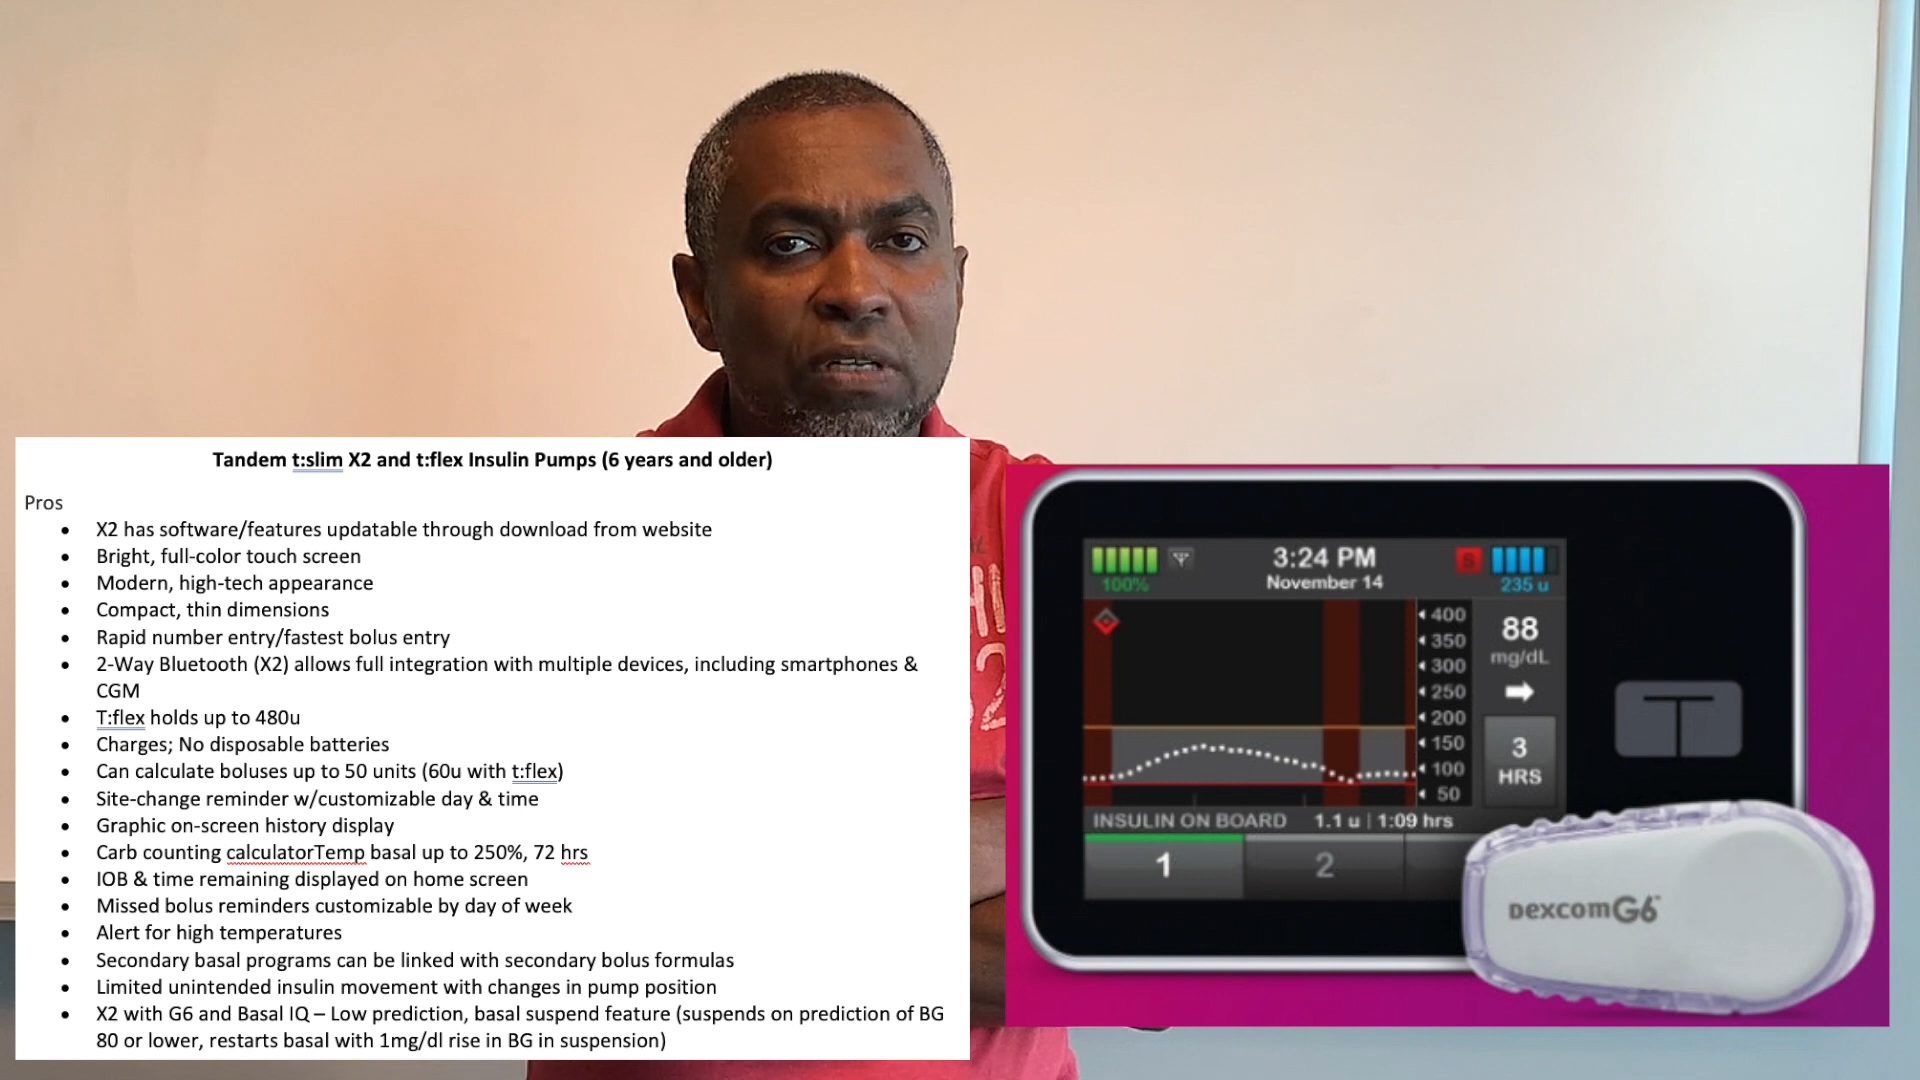 Tandem t:slim X2 and t:flex Insulin Pumps (6 years and older)
Pros
• X2 has software/features updatable through download from website
• Bright, full-color touch screen
• Modern, high-tech appearance
• Compact, thin dimensions
• Rapid number entry/fastest bolus entry
• 2-Way Bluetooth (X2) allows full integration with multiple devices, including smartphones &
CGM
• T:flex holds up to 480u
• Charges; No disposable batteries
• Can calculate boluses up to 50 units (60u with t:flex)
• Site-change reminder w/customizable day & time
• Graphic on-screen history display
• Carb counting calculatorTemp basal up to 250%, 72 hrs
• IOB & time remaining displayed on home screen
• Missed bolus reminders customizable by day of week
• Alert for high temperatures
• Secondary basal programs can be linked with secondary bolus formulas
• Limited unintended insulin movement with changes in pump position
• X2 with G6 and Basal IQ – Low prediction, basal suspend feature (suspends on prediction of BG
80 or lower, restarts basal with 1mg/dl rise in BG in suspension)
100%
3:24 PM
November 14
S
235 u
400
350
300
250
200
150
100
50
88
mg/dL
3
HRS
INSULIN ON BOARD 1.1 u | 1:09 hrs
1
2
Dexcom G6